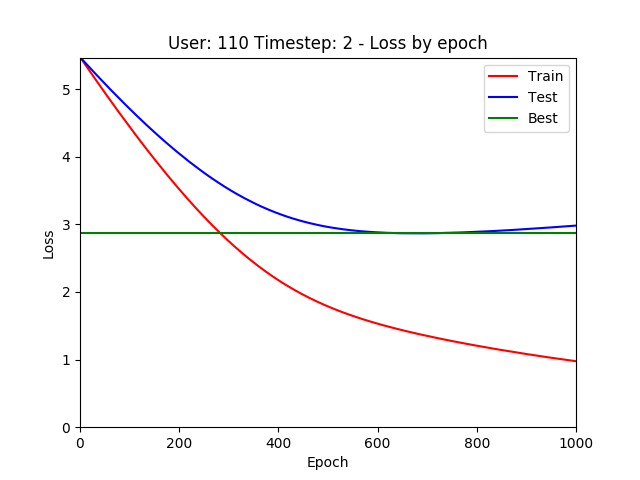 User: 110 Timestep: 2 - Loss by epoch
Train
Test
Best
5
4
3
2
1
0
Loss
0 200 400 600 800 1000
Epoch